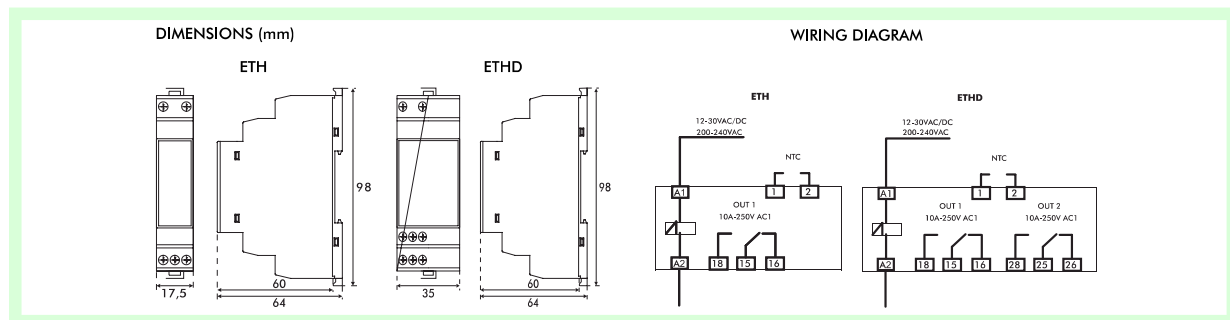 DIMENSIONS (mm)
ETH
ETHD
98
60
64
17,5
98
60
64
35
WIRING DIAGRAM
ETH
12-30VAC/DC
200-240VAC
NTC
A1
1
2
OUT 1
10A-250V AC1
A2
18
15
16
ETHD
12-30VAC/DC
200-240VAC
NTC
A1
1
2
OUT 1
10A-250V AC1
OUT 2
10A-250V AC1
A2
18
15
16
28
25
26